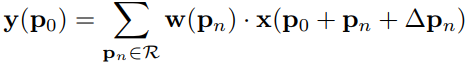 y(p₀) = ∑_{pₙ∈ℛ} w(pₙ) · x(p₀ + pₙ + Δpₙ)